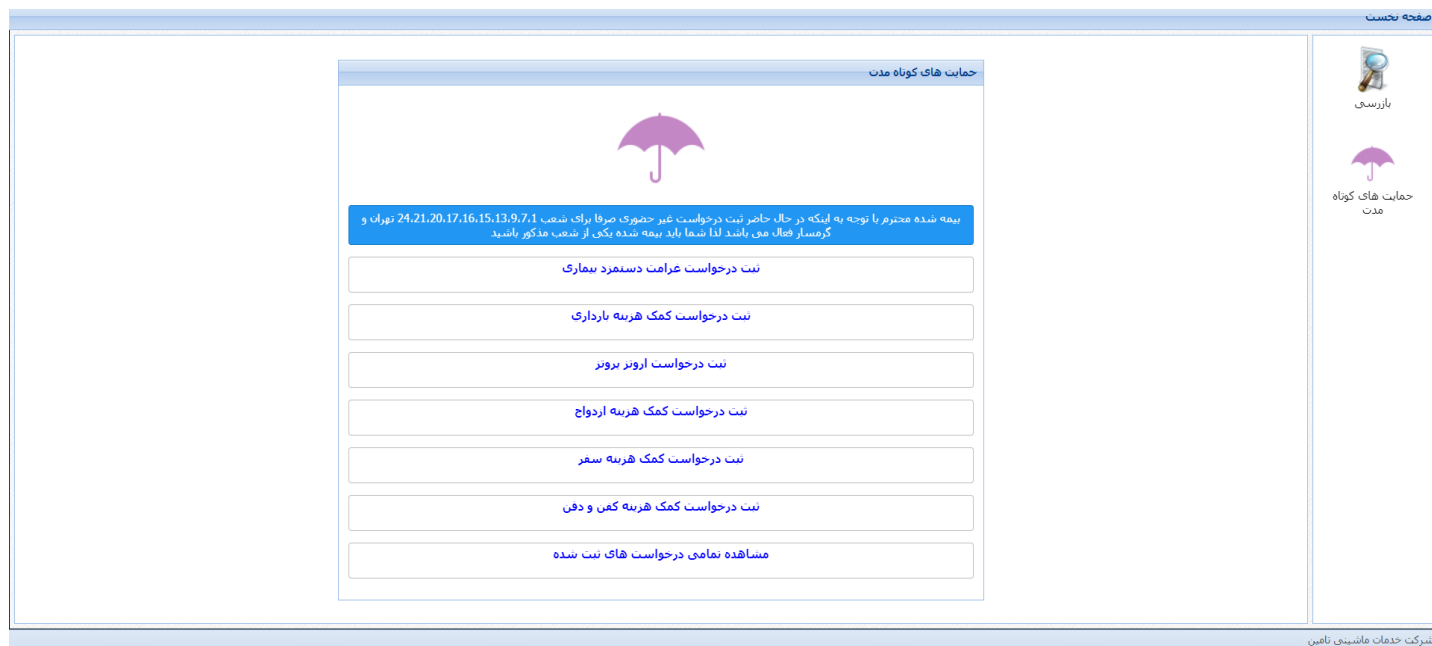 صفحه نخست
بازرسی
حمایت های کوتاه
مدت
حمایت های کوتاه مدت
بیمه شده محترم با توجه به اینکه در حال حاضر ثبت درخواست غیر حضوری صرفا برای شعب 24،21،20،17،16،15،13،9،7،1 تهران و
گرمسار فعال می باشد لذا شما باید بیمه شده یکی از شعب مذکور باشید
ثبت درخواست غرامت دستمزد بیماری
ثبت درخواست کمک هزینه بارداری
ثبت درخواست اروتز پروتز
ثبت درخواست کمک هزینه ازدواج
ثبت درخواست کمک هزینه سفر
ثبت درخواست کمک هزینه کفن و دفن
مشاهده تمامی درخواست های ثبت شده
شرکت خدمات ماشینی تامین